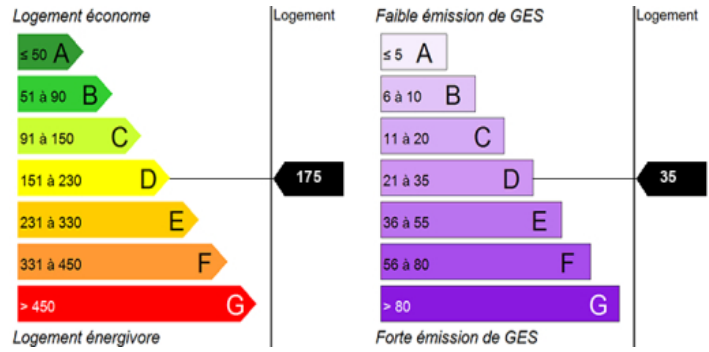 Logement économe
Logement
≤ 50 A
51 à 90 B
91 à 150 C
151 à 230 D
175
231 à 330 E
331 à 450 F
> 450 G
Logement énergivore
Faible émission de GES
Logement
≤ 5 A
6 à 10 B
11 à 20 C
21 à 35 D
35
36 à 55 E
56 à 80 F
> 80 G
Forte émission de GES